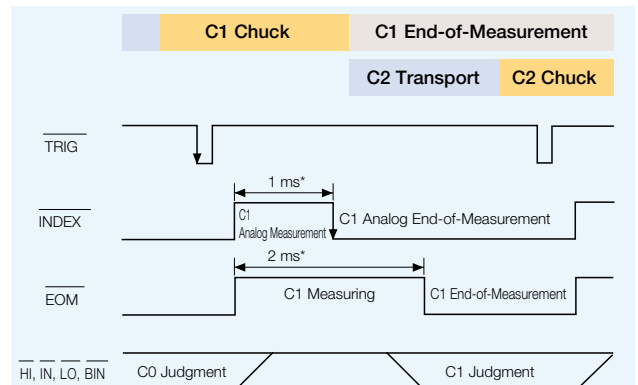 C1 Chuck
C1 End-of-Measurement
C2 Transport
C2 Chuck
TRIG
1 ms*
INDEX
C1
Analog Measurement
C1 Analog End-of-Measurement
2 ms*
EOM
C1 Measuring
C1 End-of-Measurement
HI, IN, LO, BIN
C0 Judgment
C1 Judgment